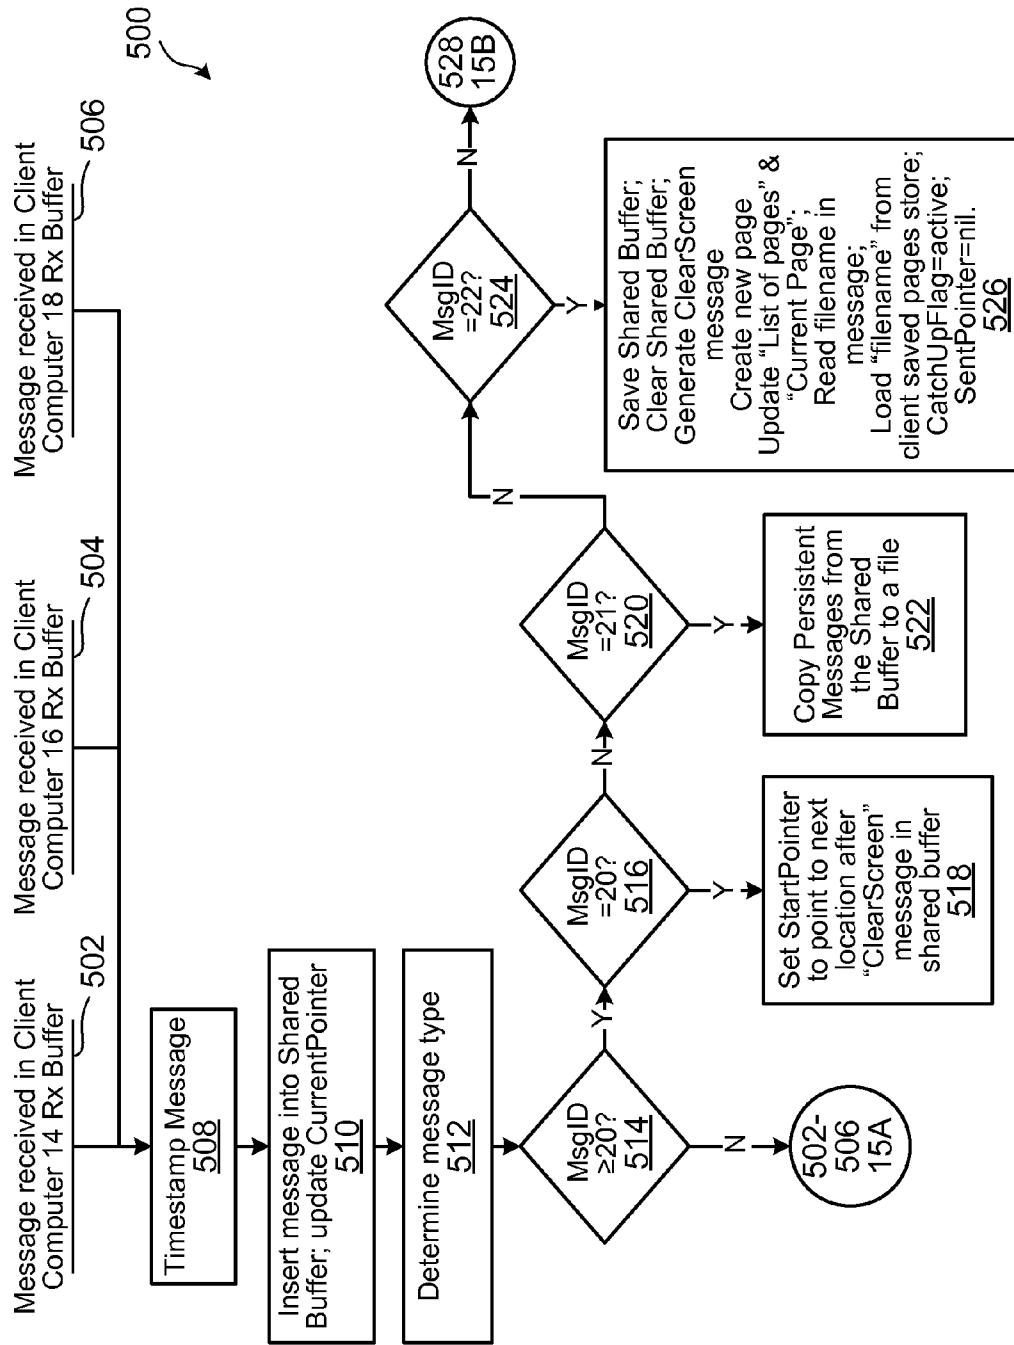 500
Message received in Client
Computer 14 Rx Buffer
502
Message received in Client
Computer 16 Rx Buffer
504
Message received in Client
Computer 18 Rx Buffer
506
Timestamp Message
508
Insert message into Shared
Buffer; update CurrentPointer
510
Determine message type
512
MsgID
≥20?
514
Y
N
502-
506
15A
MsgID
=20?
516
N
Y
Set StartPointer
to point to next
location after
“ClearScreen”
message in
shared buffer
518
MsgID
=21?
520
N
Y
Copy Persistent
Messages from
the Shared
Buffer to a file
522
MsgID
=22?
524
N
Y
528
15B
Save Shared Buffer;
Clear Shared Buffer;
Generate ClearScreen
message
Create new page
Update “List of pages” &
“Current Page”;
Read filename in
message;
Load “filename” from
client saved pages store;
CatchUpFlag=active;
SentPointer=nil.
526